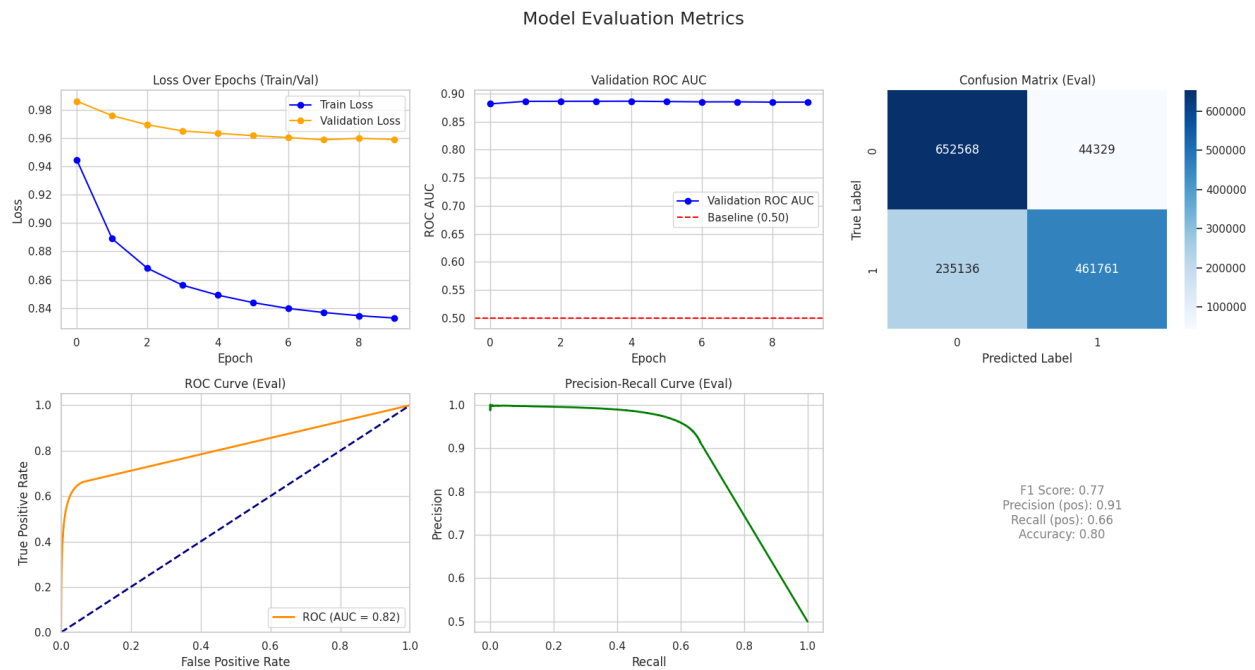 Model Evaluation Metrics
Loss Over Epochs (Train/Val)
Train Loss
Validation Loss
0.98
0.96
0.94
0.92
0.90
0.88
0.86
0.84
Loss
0 2 4 6 8
Epoch
Validation ROC AUC
0.90
0.85
0.80
0.75
0.70
0.65
0.60
0.55
0.50
ROC AUC
Validation ROC AUC
Baseline (0.50)
0 2 4 6 8
Epoch
Confusion Matrix (Eval)
True Label
0
1
652568 44329
235136 461761
0 1
Predicted Label
600000
500000
400000
300000
200000
100000
ROC Curve (Eval)
1.0
0.8
0.6
0.4
0.2
0.0
True Positive Rate
ROC (AUC = 0.82)
0.0 0.2 0.4 0.6 0.8 1.0
False Positive Rate
Precision-Recall Curve (Eval)
1.0
0.9
0.8
0.7
0.6
0.5
Precision
0.0 0.2 0.4 0.6 0.8 1.0
Recall
F1 Score: 0.77
Precision (pos): 0.91
Recall (pos): 0.66
Accuracy: 0.80